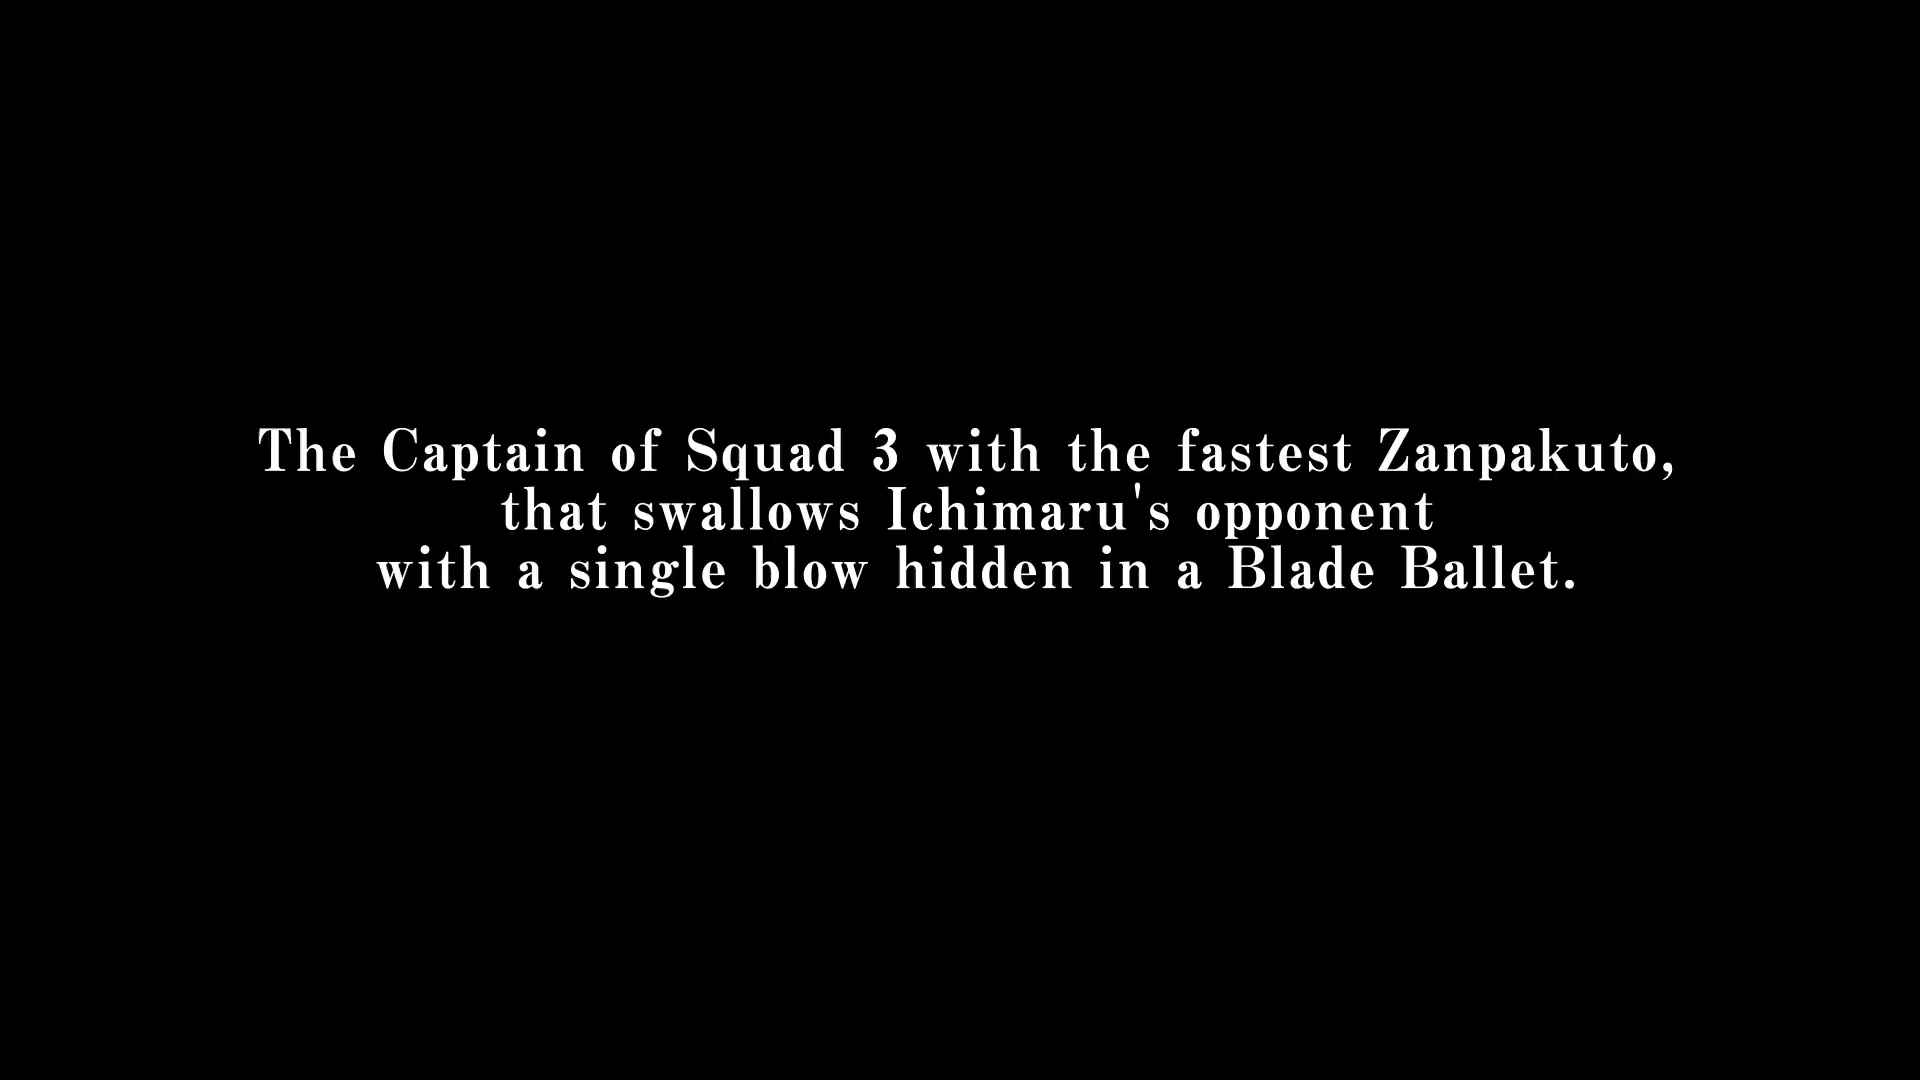 The Captain of Squad 3 with the fastest Zanpakuto,
that swallows Ichimaru's opponent
with a single blow hidden in a Blade Ballet.